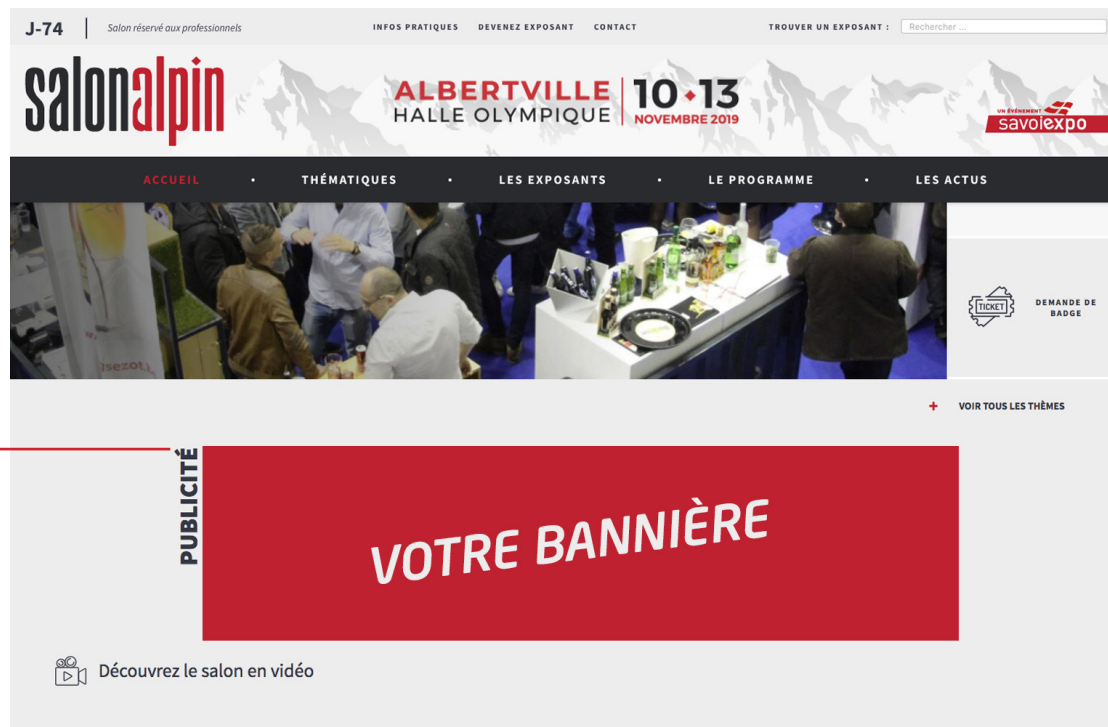 J-74
Salon réservé aux professionnels
INFOS PRATIQUES DEVENEZ EXPOSANT CONTACT
TROUVER UN EXPOSANT :
Rechercher ...
salonalpin
ALBERTVILLE
HALLE OLYMPIQUE
10 • 13
NOVEMBRE 2019
UN ÉVÉNEMENT
savoiexpo
ACCUEIL • THÉMATIQUES • LES EXPOSANTS • LE PROGRAMME • LES ACTUS
TICKET
DEMANDE DE
BADGE
+ VOIR TOUS LES THÈMES
PUBLICITÉ
VOTRE BANNIÈRE
Découvrez le salon en vidéo